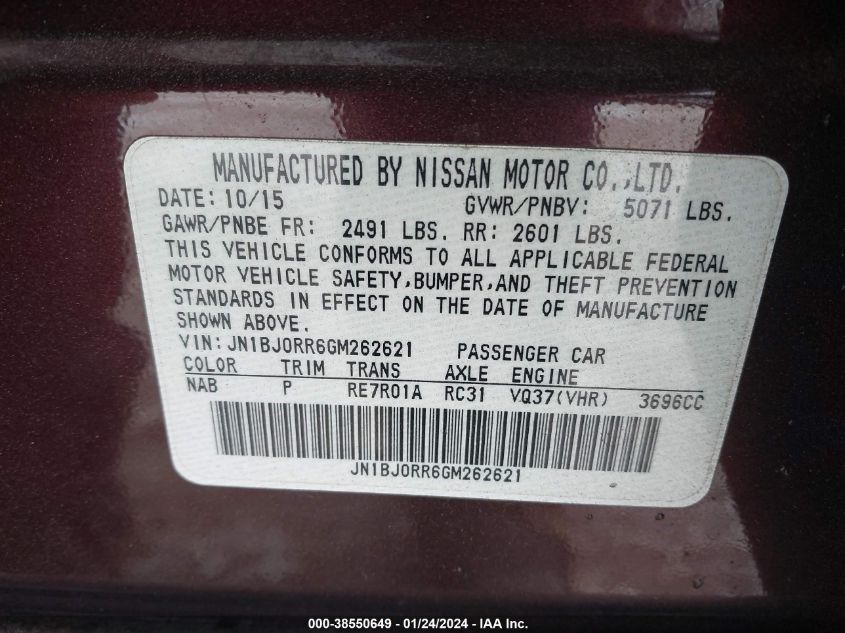 MANUFACTURED BY NISSAN MOTOR CO.,LTD.
DATE: 10/15 GVWR/PNBV: 5071 LBS.
GAWR/PNBE FR: 2491 LBS. RR: 2601 LBS.
THIS VEHICLE CONFORMS TO ALL APPLICABLE FEDERAL
MOTOR VEHICLE SAFETY,BUMPER,AND THEFT PREVENTION
STANDARDS IN EFFECT ON THE DATE OF MANUFACTURE
SHOWN ABOVE.
VIN:JN1BJ0RR6GM262621 PASSENGER CAR
COLOR TRIM TRANS AXLE ENGINE
NAB P RE7R01A RC31 VQ37(VHR) 3696CC
JN1BJ0RR6GM262621
000-38550649 - 01/24/2024 - IAA Inc.